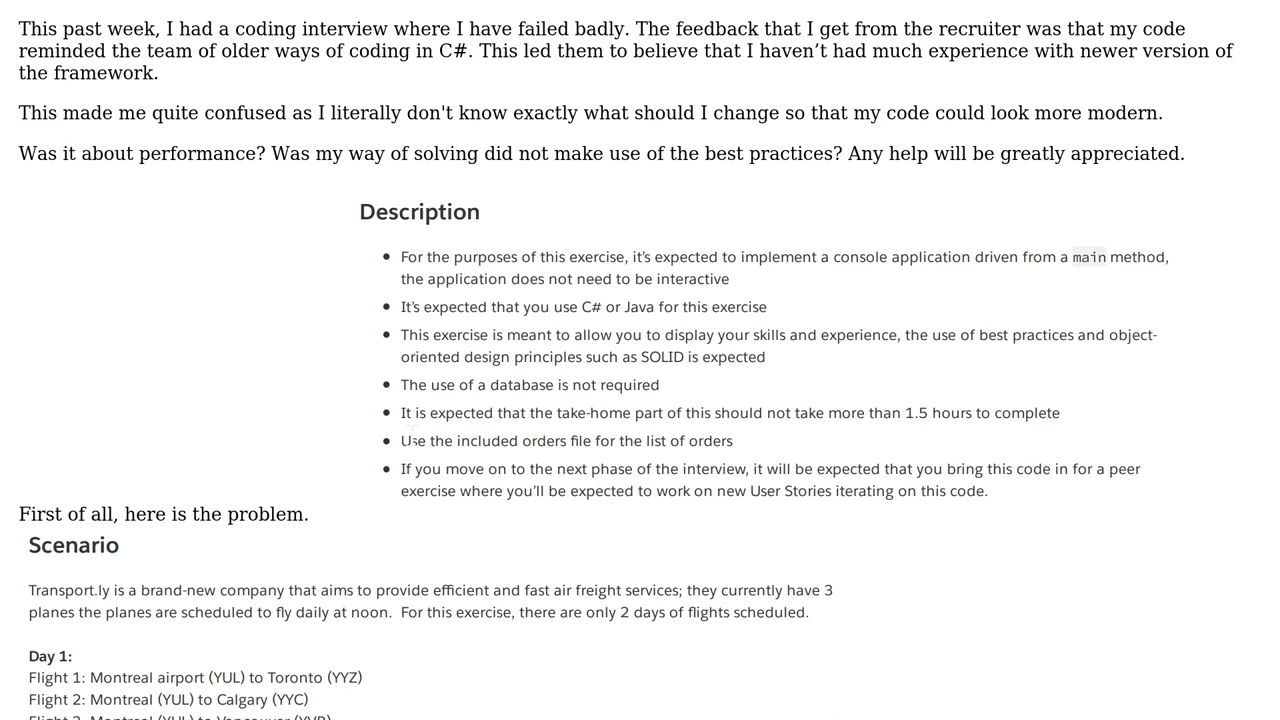 This past week, I had a coding interview where I have failed badly. The feedback that I get from the recruiter was that my code
reminded the team of older ways of coding in C#. This led them to believe that I haven’t had much experience with newer version of
the framework.
This made me quite confused as I literally don't know exactly what should I change so that my code could look more modern.
Was it about performance? Was my way of solving did not make use of the best practices? Any help will be greatly appreciated.
Description
• For the purposes of this exercise, it’s expected to implement a console application driven from a main method,
the application does not need to be interactive
• It’s expected that you use C# or Java for this exercise
• This exercise is meant to allow you to display your skills and experience, the use of best practices and object-
oriented design principles such as SOLID is expected
• The use of a database is not required
• It is expected that the take-home part of this should not take more than 1.5 hours to complete
• Use the included orders file for the list of orders
• If you move on to the next phase of the interview, it will be expected that you bring this code in for a peer
exercise where you’ll be expected to work on new User Stories iterating on this code.
First of all, here is the problem.
Scenario
Transport.ly is a brand-new company that aims to provide efficient and fast air freight services; they currently have 3
planes the planes are scheduled to fly daily at noon. For this exercise, there are only 2 days of flights scheduled.
Day 1:
Flight 1: Montreal airport (YUL) to Toronto (YYZ)
Flight 2: Montreal (YUL) to Calgary (YYC)